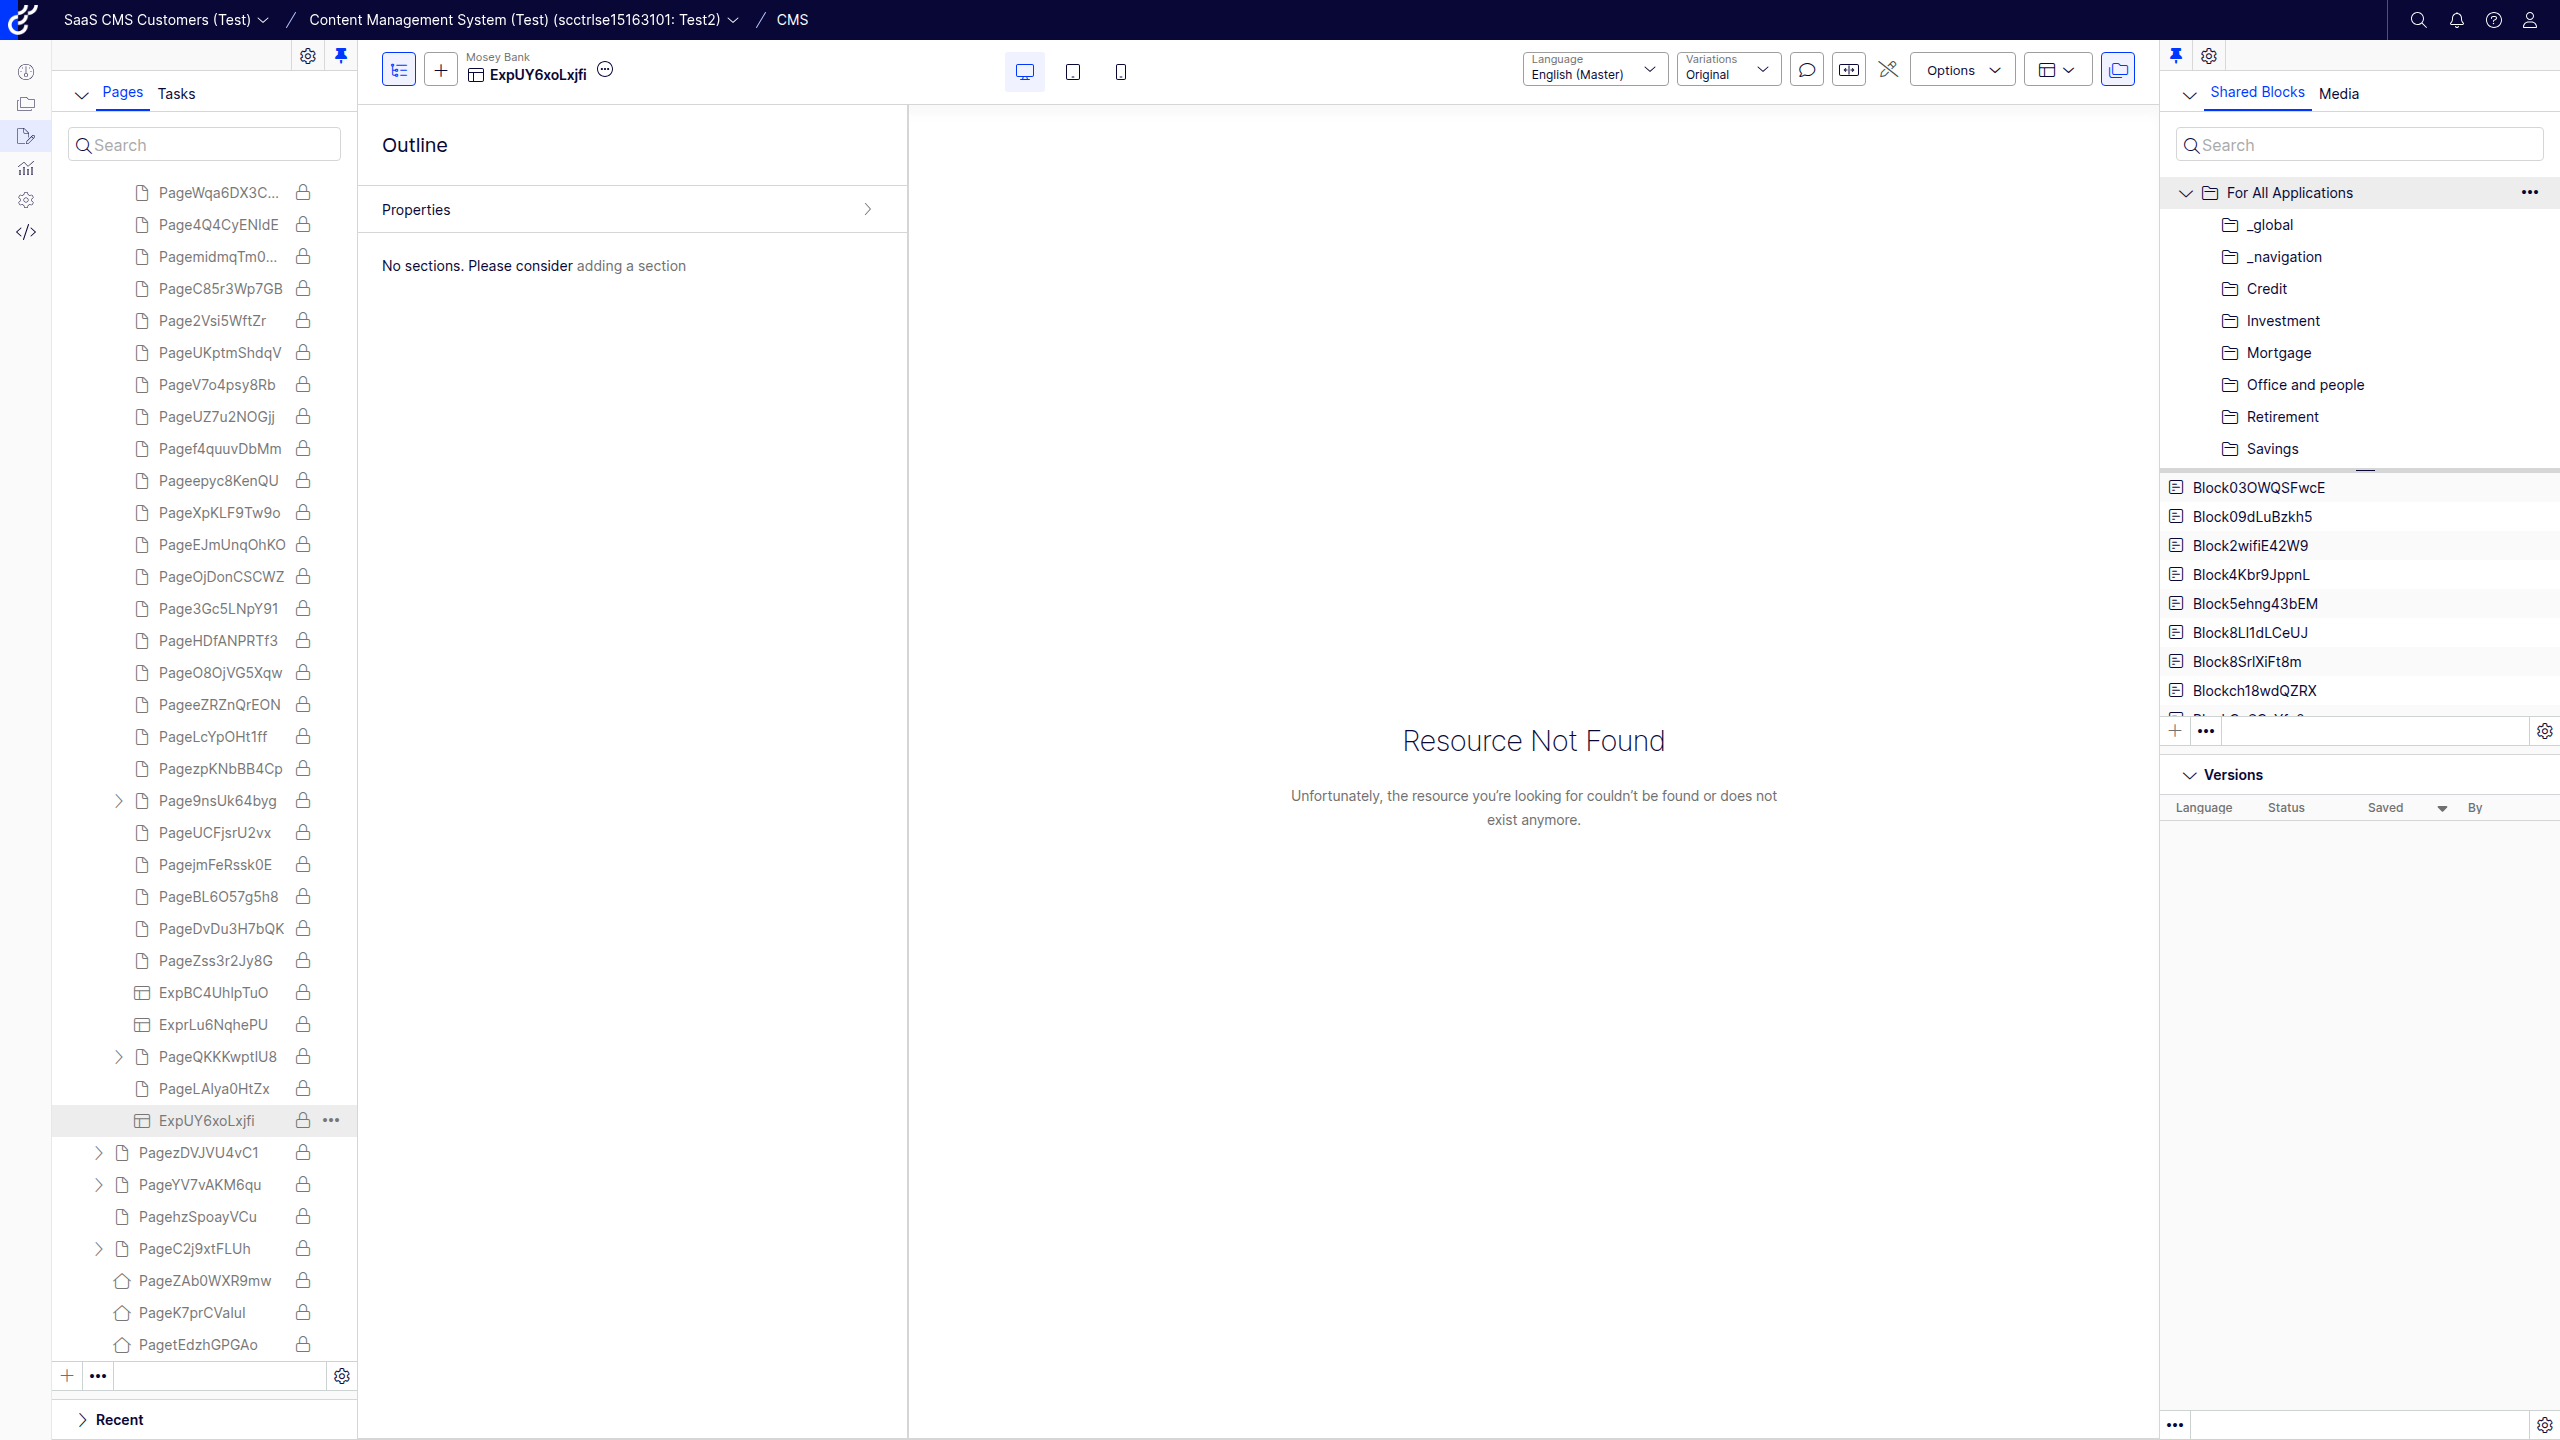 SaaS CMS Customers (Test) / Content Management System (Test) (scctrlse15163101: Test2) / CMS
Pages Tasks
Search
PageWqa6DX3C...
Page4Q4CyENIdE
PagemidmqTm0...
PageC85r3Wp7GB
Page2Vsi5WftZr
PageUKptmShdqV
PageV7o4psy8Rb
PageUZ7u2NOGjj
Pagef4quuvDbMm
Pageepyc8KenQU
PageXpKLF9Tw9o
PageEJmUnqOhKO
PageOjDonCSCWZ
Page3Gc5LNpY91
PageHDfANPRTf3
PageO8OjVG5Xqw
PageeZRZnQrEON
PageLcYpOHt1ff
PagezpKNbBB4Cp
Page9nsUk64byg
PageUCFjsrU2vx
PagejmFeRssk0E
PageBL6O57g5h8
PageDvDu3H7bQK
PageZss3r2Jy8G
ExpBC4UhlpTuO
ExprLu6NqhePU
PageQKKKwptIU8
PageLAlya0HtZx
ExpUY6xoLxjfi
PagezDVJVU4vC1
PageYV7vAKM6qu
PagehzSpoayVCu
PageC2j9xtFLUh
PageZAb0WXR9mw
PageK7prCValuI
PagetEdzhGPGAo
Recent
Mosey Bank
ExpUY6xoLxjfi
Language
English (Master)
Variations
Original
Options
Outline
Properties
No sections. Please consider adding a section
Resource Not Found
Unfortunately, the resource you're looking for couldn't be found or does not
exist anymore.
Shared Blocks Media
Search
For All Applications
_global
_navigation
Credit
Investment
Mortgage
Office and people
Retirement
Savings
Block03OWQSFwcE
Block09dLuBzkh5
Block2wifiE42W9
Block4Kbr9JppnL
Block5ehng43bEM
Block8LI1dLCeUJ
Block8SrlXiFt8m
Blockch18wdQZRX
Versions
Language Status Saved By